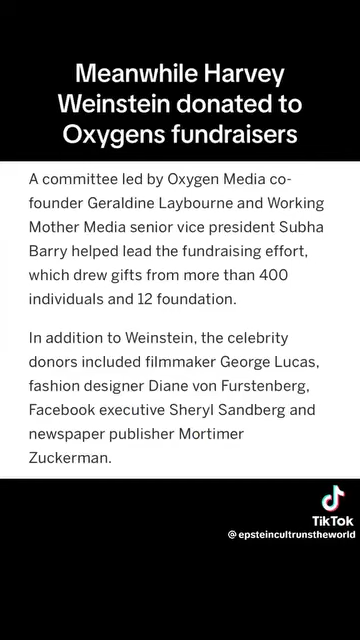 Meanwhile Harvey
Weinstein donated to
Oxygens fundraisers
A committee led by Oxygen Media co-
founder Geraldine Laybourne and Working
Mother Media senior vice president Subha
Barry helped lead the fundraising effort,
which drew gifts from more than 400
individuals and 12 foundation.
In addition to Weinstein, the celebrity
donors included filmmaker George Lucas,
fashion designer Diane von Furstenberg,
Facebook executive Sheryl Sandberg and
newspaper publisher Mortimer
Zuckerman.
TikTok
@epsteincultrunstheworld